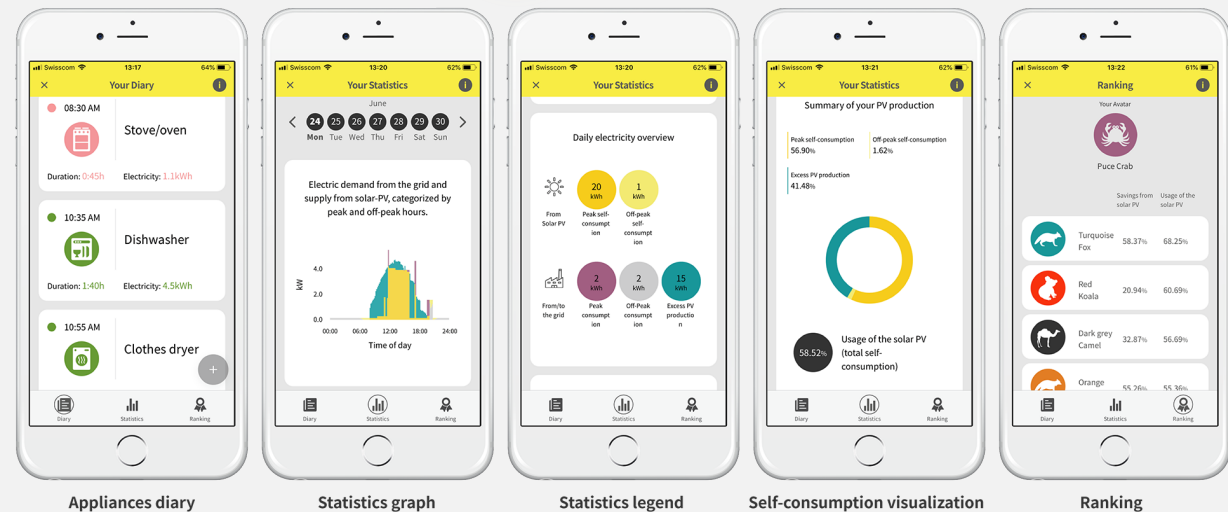 Swisscom 13:17 64%
× Your Diary i
08:30 AM
Stove/oven
Duration: 0:45h Electricity: 1.1kWh
10:35 AM
Dishwasher
Duration: 1:40h Electricity: 4.5kWh
10:55 AM
Clothes dryer
+
Diary Statistics Ranking
Appliances diary
Swisscom 13:20 62%
× Your Statistics i
June
24 25 26 27 28 29 30
Mon Tue Wed Thu Fri Sat Sun
Electric demand from the grid and
supply from solar-PV, categorized by
peak and off-peak hours.
kW
4.0
2.0
0.0
00:00 06:00 12:00 18:00 24:00
Time of day
Diary Statistics Ranking
Statistics graph
Swisscom 13:20 62%
× Your Statistics i
Daily electricity overview
20 1
kWh kWh
From Peak self- Off-peak
Solar PV consumpt self-
ion consumpt
ion
2 2 15
kWh kWh kWh
From/to Peak Off-Peak Excess PV
the grid consumpt consumpt productio
ion ion n
Diary Statistics Ranking
Statistics legend
Swisscom 13:21 62%
× Your Statistics i
Summary of your PV production
Peak self-consumption Off-peak self-consumption
56.90% 1.62%
Excess PV production
41.48%
58.52%
Usage of the solar PV
(total self-
consumption)
Diary Statistics Ranking
Self-consumption visualization
Swisscom 13:22 61%
× Ranking i
Your Avatar
Puce Crab
Savings from Usage of the
solar PV solar PV
Turquoise
Fox 58.37% 68.25%
Red
Koala 20.94% 60.69%
Dark grey
Camel 32.87% 56.69%
Orange
55.26% 55.36%
Diary Statistics Ranking
Ranking